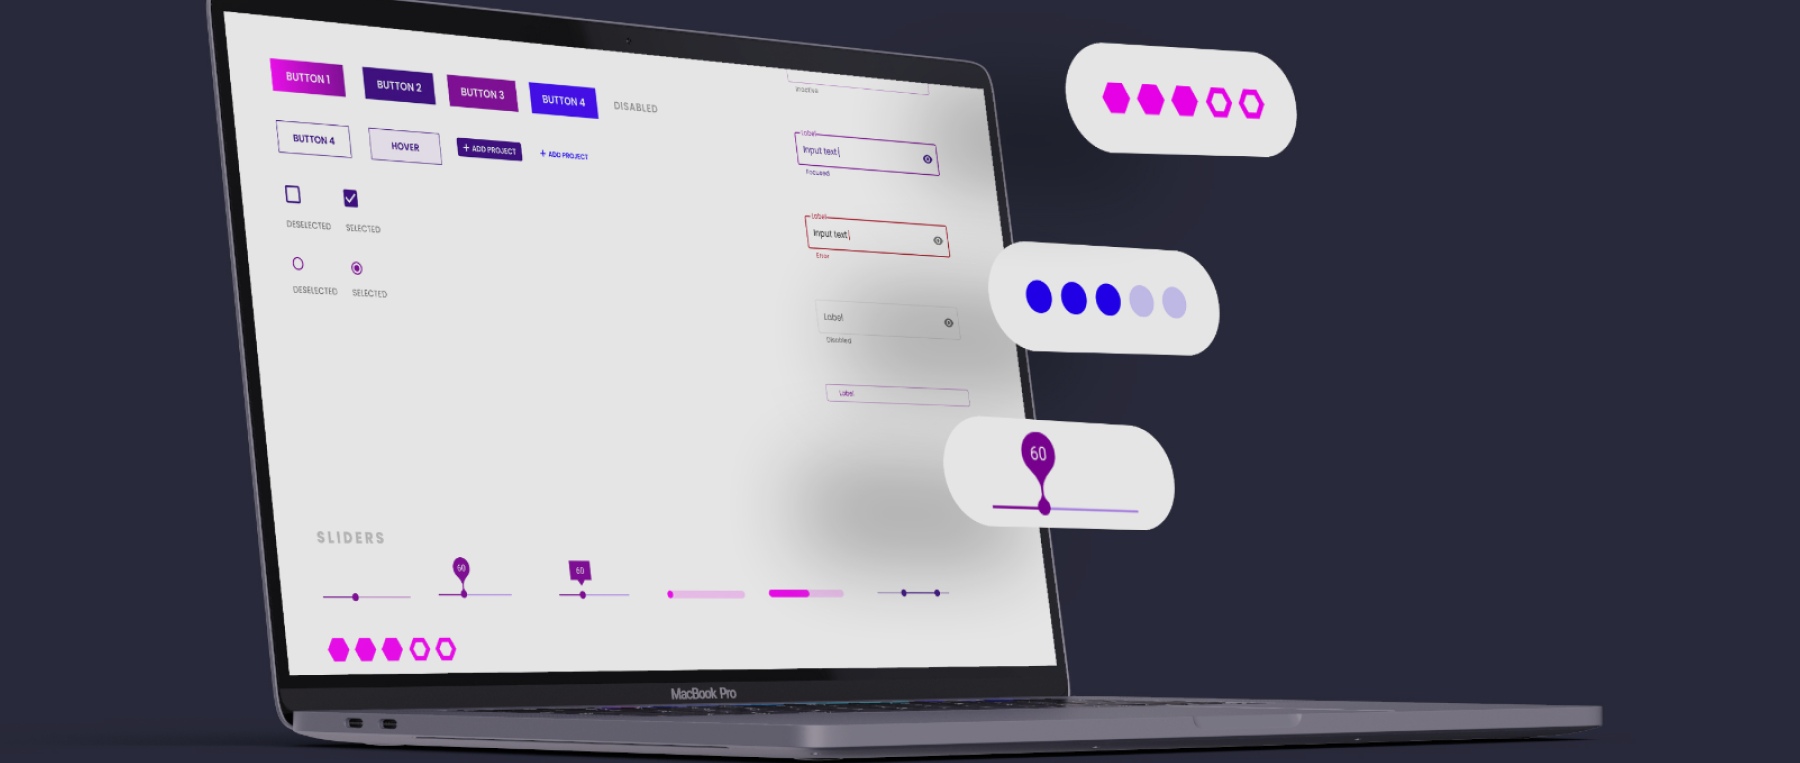 BUTTON 1
BUTTON 2
BUTTON 3
BUTTON 4
DISABLED
BUTTON 4
HOVER
+ ADD PROJECT
+ ADD PROJECT
DESELECTED
SELECTED
DESELECTED
SELECTED
Inactive
Label
Input text|
Focused
Label
Input text|
Error
Label
Disabled
Label
60
SLIDERS
60
60
MacBook Pro